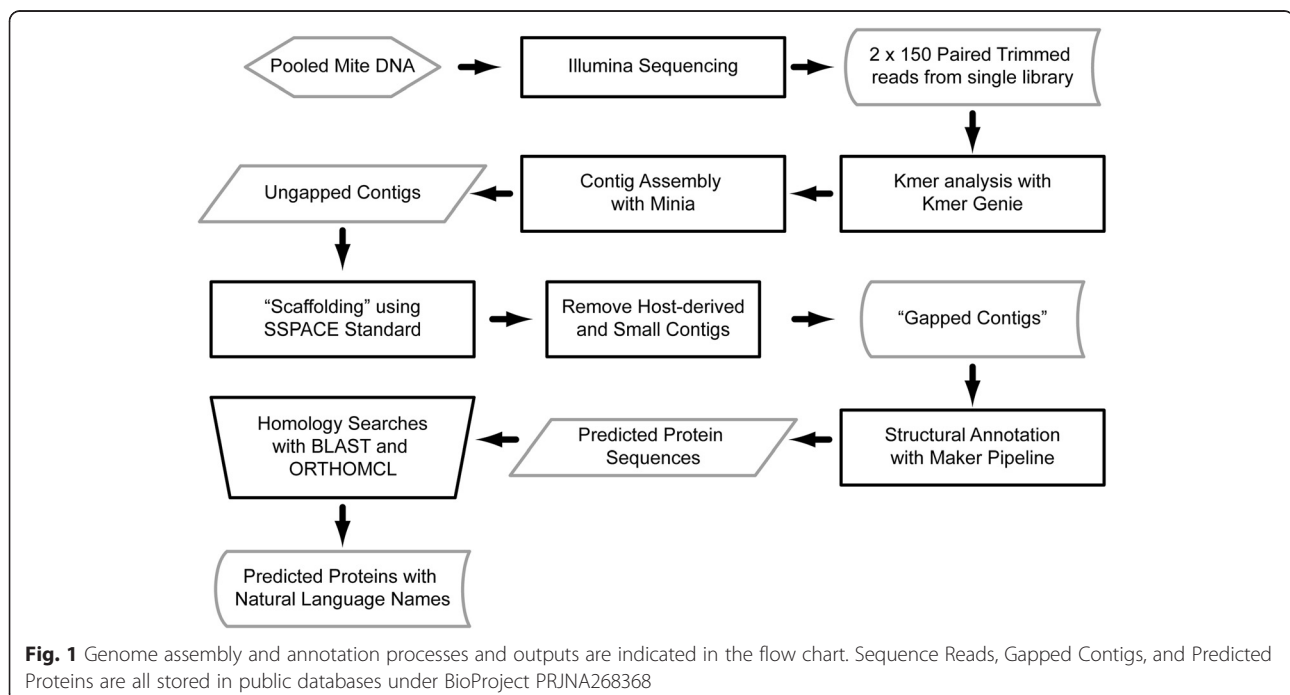 Pooled Mite DNA
Illumina Sequencing
2 x 150 Paired Trimmed
reads from single library
Ungapped Contigs
Contig Assembly
with Minia
Kmer analysis with
Kmer Genie
“Scaffolding” using
SSPACE Standard
Remove Host-derived
and Small Contigs
“Gapped Contigs”
Homology Searches
with BLAST and
ORTHOMCL
Predicted Protein
Sequences
Structural Annotation
with Maker Pipeline
Predicted Proteins with
Natural Language Names
Fig. 1 Genome assembly and annotation processes and outputs are indicated in the flow chart. Sequence Reads, Gapped Contigs, and Predicted
Proteins are all stored in public databases under BioProject PRJNA268368